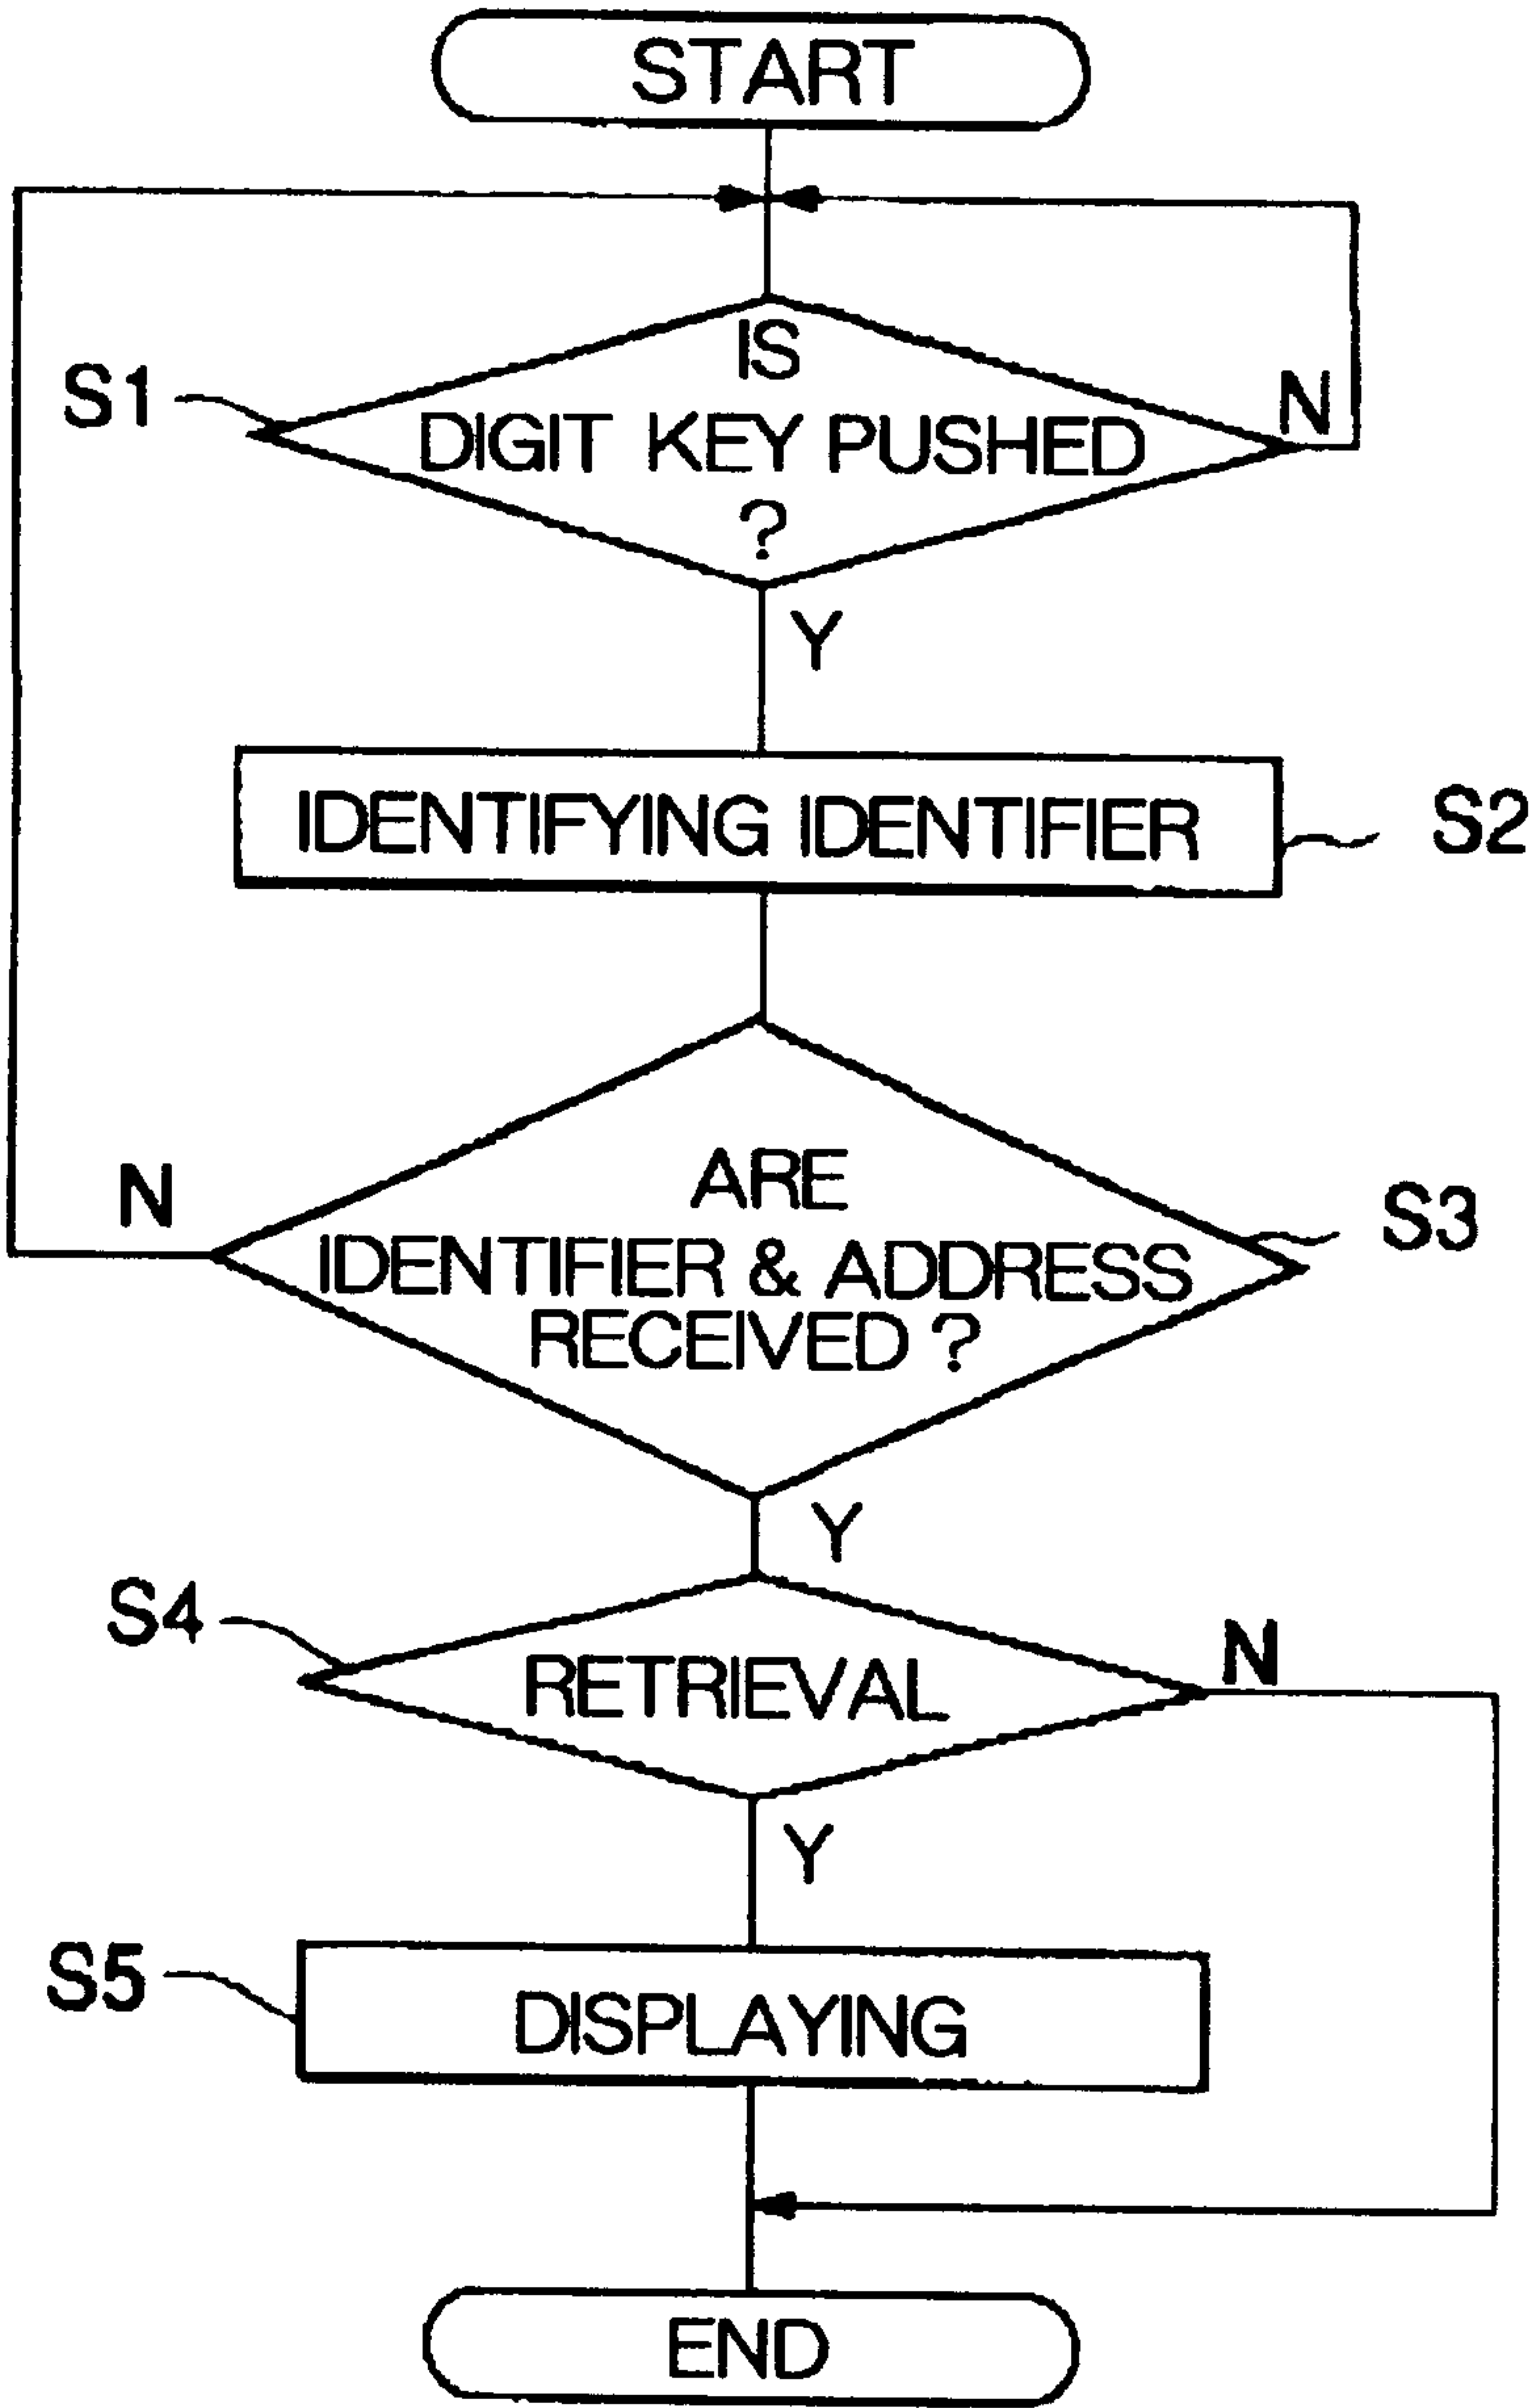 START
S1
IS
DIGIT KEY PUSHED
?
N
Y
IDENTIFYING IDENTIFIER
S2
N
ARE
IDENTIFIER & ADDRESS
RECEIVED ?
S3
Y
S4
RETRIEVAL
N
Y
S5
DISPLAYING
END